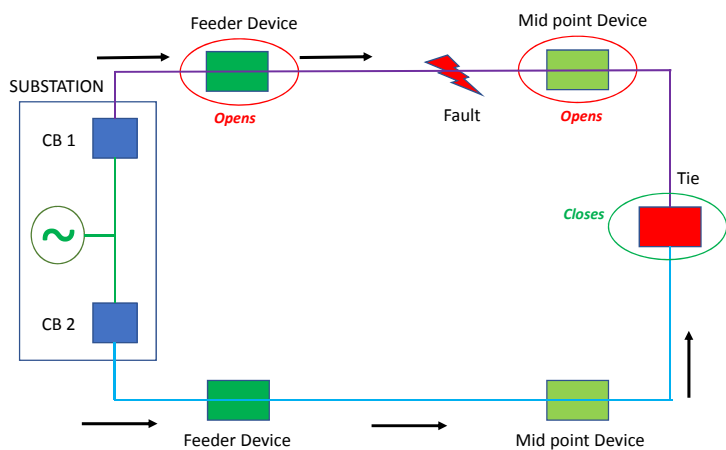 Feeder Device
Mid point Device
SUBSTATION
Opens
Fault
Opens
CB 1
Tie
Closes
CB 2
Feeder Device
Mid point Device